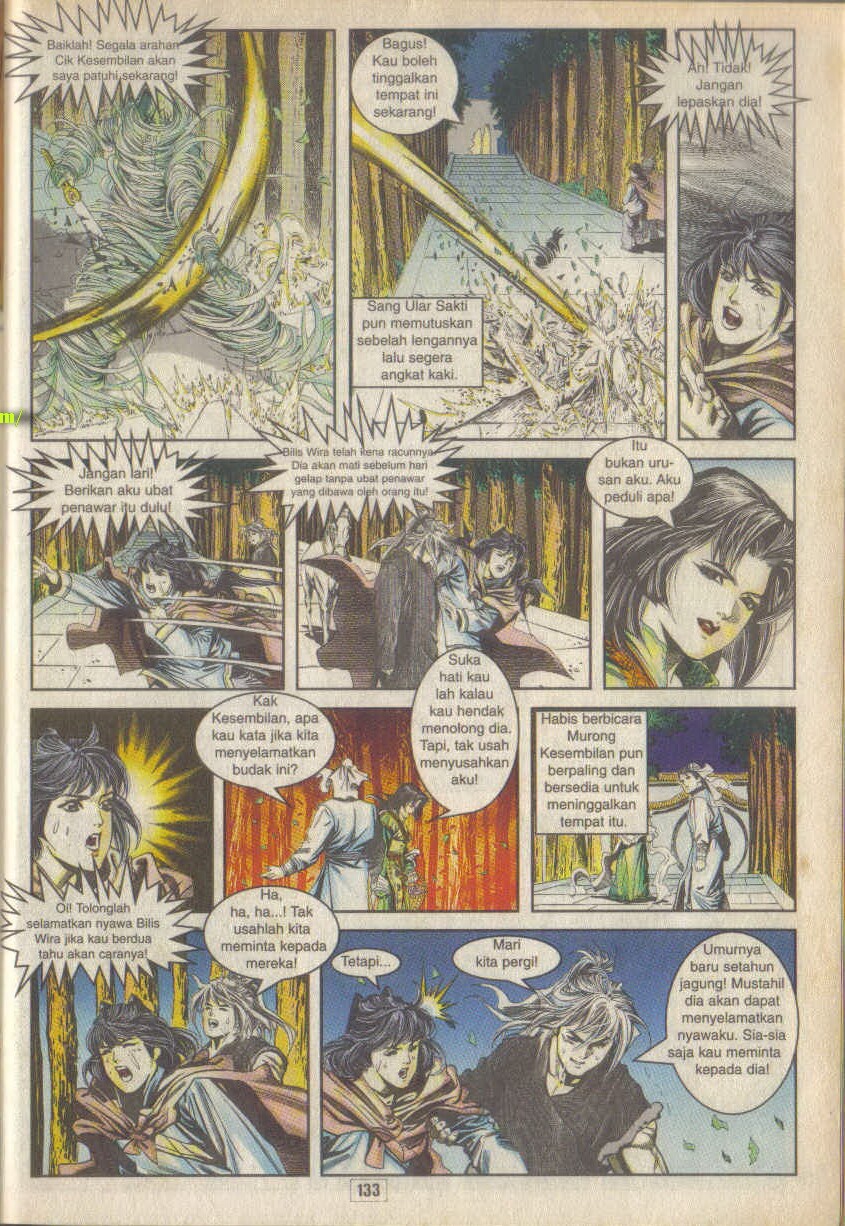 Baiklah! Segala arahan
Cik Kesembilan akan
saya patuhi sekarang!
Bagus!
Kau boleh
tinggalkan
tempat ini
sekarang!
Ah! Tidak!
Jangan
lepaskan dia!
Sang Ular Sakti
pun memutuskan
sebelah lengannya
lalu segera
angkat kaki.
m/
Jangan lari!
Berikan aku ubat
penawar itu dulu!
Bilis Wira telah kena racunnya.
Dia akan mati sebelum hari
gelap tanpa ubat penawar
yang dibawa oleh orang itu!
Itu
bukan uru-
san aku. Aku
peduli apa!
Kak
Kesembilan, apa
kau kata jika kita
menyelamatkan
budak ini?
Suka
hati kau
lah kalau
kau hendak
menolong dia.
Tapi, tak usah
menyusahkan
aku!
Habis berbicara
Murong
Kesembilan pun
berpaling dan
bersedia untuk
meninggalkan
tempat itu.
Oi! Tolonglah
selamatkan nyawa Bilis
Wira jika kau berdua
tahu akan caranya!
Ha,
ha, ha...! Tak
usahlah kita
meminta kepada
mereka!
Tetapi...
Mari
kita pergi!
Umurnya
baru setahun
jagung! Mustahil
dia akan dapat
menyelamatkan
nyawaku. Sia-sia
saja kau meminta
kepada dia!
133